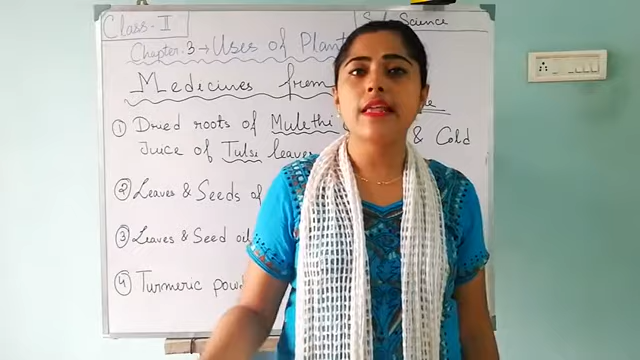 Class-II
Science
Chapter.3 → Uses of Plant
Medicines from
① Dried roots of Mulethi & Cold
Juice of Tulsi leaves
② Leaves & Seeds of
③ Leaves & Seed oil
④ Turmeric